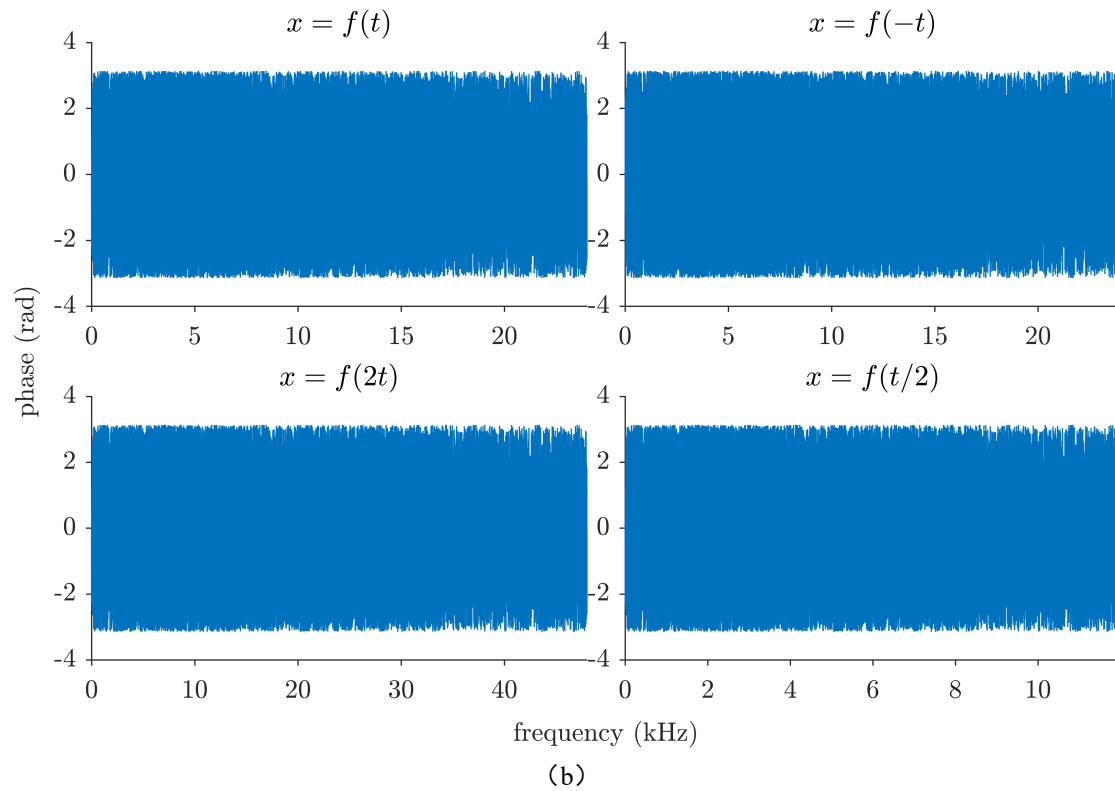 x = f(t)
4
2
0
-2
-4
0 5 10 15 20
x = f(−t)
4
2
0
-2
-4
0 5 10 15 20
x = f(2t)
4
2
0
-2
-4
0 10 20 30 40
x = f(t/2)
4
2
0
-2
-4
0 2 4 6 8 10
phase (rad)
frequency (kHz)
（b）